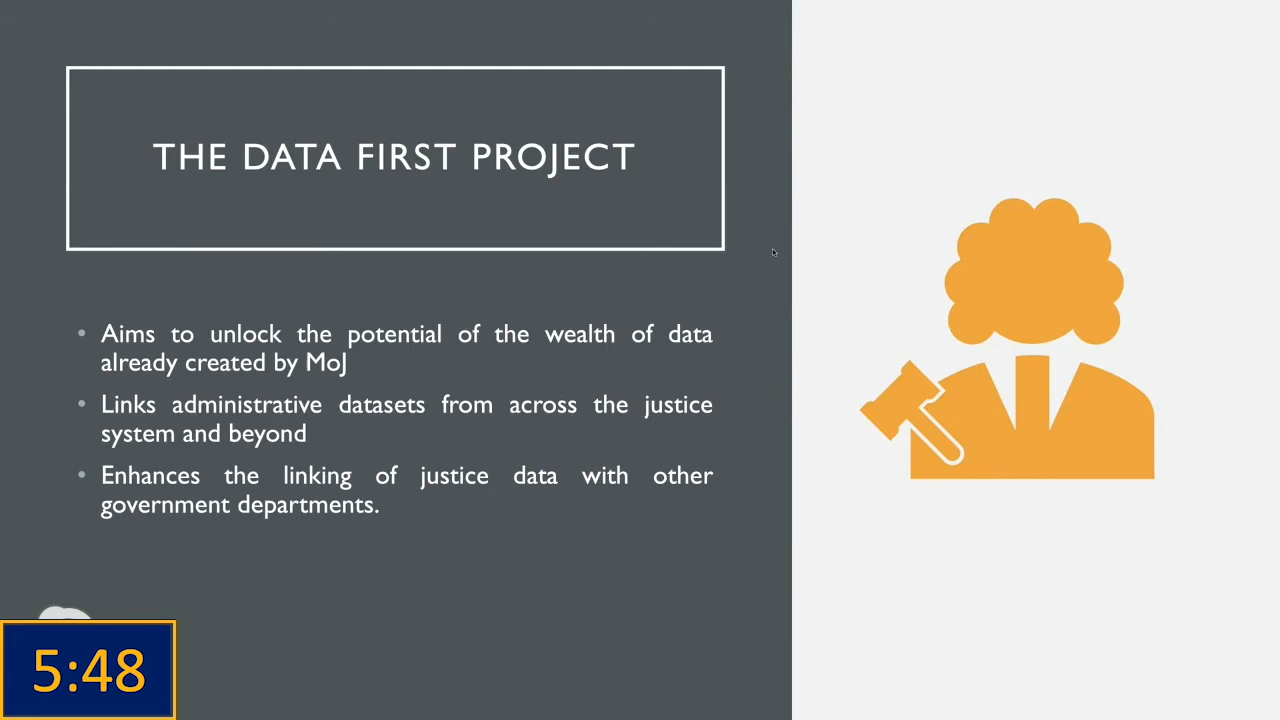 THE DATA FIRST PROJECT
• Aims to unlock the potential of the wealth of data
already created by MoJ
• Links administrative datasets from across the justice
system and beyond
• Enhances the linking of justice data with other
government departments.
5:48